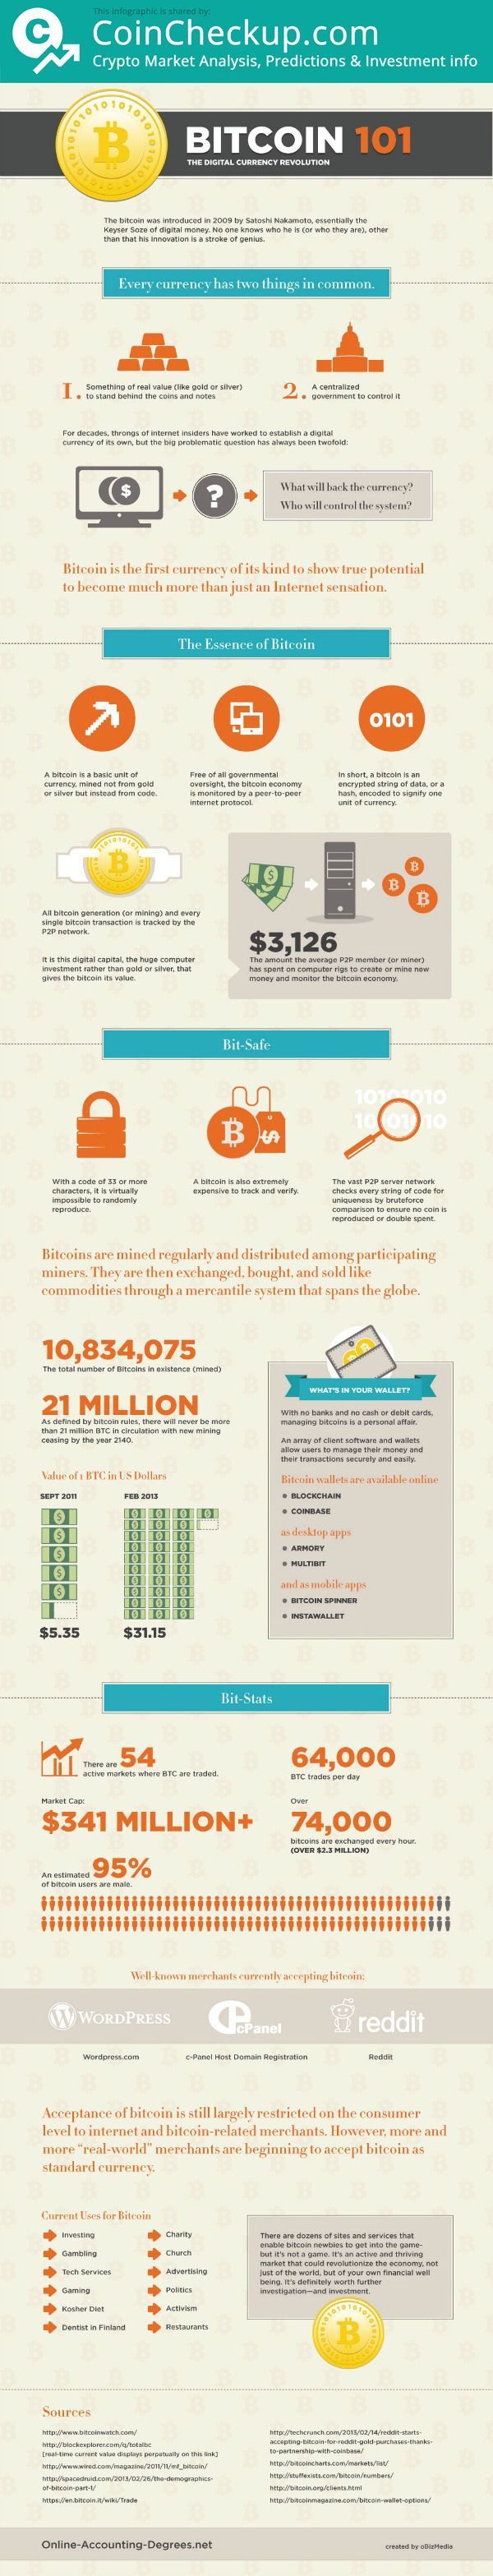 This infographic is shared by:
CoinCheckup.com
Crypto Market Analysis, Predictions & Investment info
BITCOIN 101
THE DIGITAL CURRENCY REVOLUTION
The bitcoin was introduced in 2009 by Satoshi Nakamoto, essentially the
Keyser Soze of digital money. No one knows who he is (or who they are), other
than that his innovation is a stroke of genius.
Every currency has two things in common.
1. Something of real value (like gold or silver)
to stand behind the coins and notes
2. A centralized
government to control it
For decades, throngs of internet insiders have worked to establish a digital
currency of its own, but the big problematic question has always been twofold:
$
?
What will back the currency?
Who will control the system?
Bitcoin is the first currency of its kind to show true potential
to become much more than just an Internet sensation.
The Essence of Bitcoin
0101
A bitcoin is a basic unit of
currency, mined not from gold
or silver but instead from code.
Free of all governmental
oversight, the bitcoin economy
is monitored by a peer-to-peer
internet protocol.
In short, a bitcoin is an
encrypted string of data, or a
hash, encoded to signify one
unit of currency.
All bitcoin generation (or mining) and every
single bitcoin transaction is tracked by the
P2P network.
It is this digital capital, the huge computer
investment rather than gold or silver, that
gives the bitcoin its value.
$3,126
The amount the average P2P member (or miner)
has spent on computer rigs to create or mine new
money and monitor the bitcoin economy.
Bit-Safe
With a code of 33 or more
characters, it is virtually
impossible to randomly
reproduce.
A bitcoin is also extremely
expensive to track and verify.
The vast P2P server network
checks every string of code for
uniqueness by bruteforce
comparison to ensure no coin is
reproduced or double spent.
Bitcoins are mined regularly and distributed among participating
miners. They are then exchanged, bought, and sold like
commodities through a mercantile system that spans the globe.
10,834,075
The total number of Bitcoins in existence (mined)
21 MILLION
As defined by bitcoin rules, there will never be more
than 21 million BTC in circulation with new mining
ceasing by the year 2140.
Value of 1 BTC in US Dollars
SEPT 2011
FEB 2013
$5.35
$31.15
WHAT'S IN YOUR WALLET?
With no banks and no cash or debit cards,
managing bitcoins is a personal affair.
An array of client software and wallets
allow users to manage their money and
their transactions securely and easily.
Bitcoin wallets are available online
BLOCKCHAIN
COINBASE
as desktop apps
ARMORY
MULTIBIT
and as mobile apps
BITCOIN SPINNER
INSTAWALLET
Bit-Stats
There are 54
active markets where BTC are traded.
64,000
BTC trades per day
Market Cap:
$341 MILLION+
Over
74,000
bitcoins are exchanged every hour.
(OVER $2.3 MILLION)
An estimated 95%
of bitcoin users are male.
Well-known merchants currently accepting bitcoin:
WORDPRESS
cPanel
reddit
Wordpress.com
c-Panel Host Domain Registration
Reddit
Acceptance of bitcoin is still largely restricted on the consumer
level to internet and bitcoin-related merchants. However, more and
more "real-world" merchants are beginning to accept bitcoin as
standard currency.
Current Uses for Bitcoin
Investing
Gambling
Tech Services
Gaming
Kosher Diet
Dentist in Finland
Charity
Church
Advertising
Politics
Activism
Restaurants
There are dozens of sites and services that
enable bitcoin newbies to get into the game-
but it's not a game. It's an active and thriving
market that could revolutionize the economy, not
just of the world, but of your own financial well
being. It's definitely worth further
investigation—and investment.
Sources
http://www.bitcoinwatch.com/
http://blockexplorer.com/q/totalbc
[real-time current value displays perpetually on this link]
http://www.wired.com/magazine/2011/11/mf_bitcoin/
http://spacedruid.com/2013/02/26/the-demographics-
of-bitcoin-part-1/
https://en.bitcoin.it/wiki/Trade
http://techcrunch.com/2013/02/14/reddit-starts-
accepting-bitcoin-for-reddit-gold-purchases-thanks-
to-partnership-with-coinbase/
http://bitcoincharts.com/markets/list/
http://stuffexists.com/bitcoin/numbers/
http://bitcoin.org/clients.html
http://bitcoinmagazine.com/bitcoin-wallet-options/
Online-Accounting-Degrees.net
created by oBizMedia